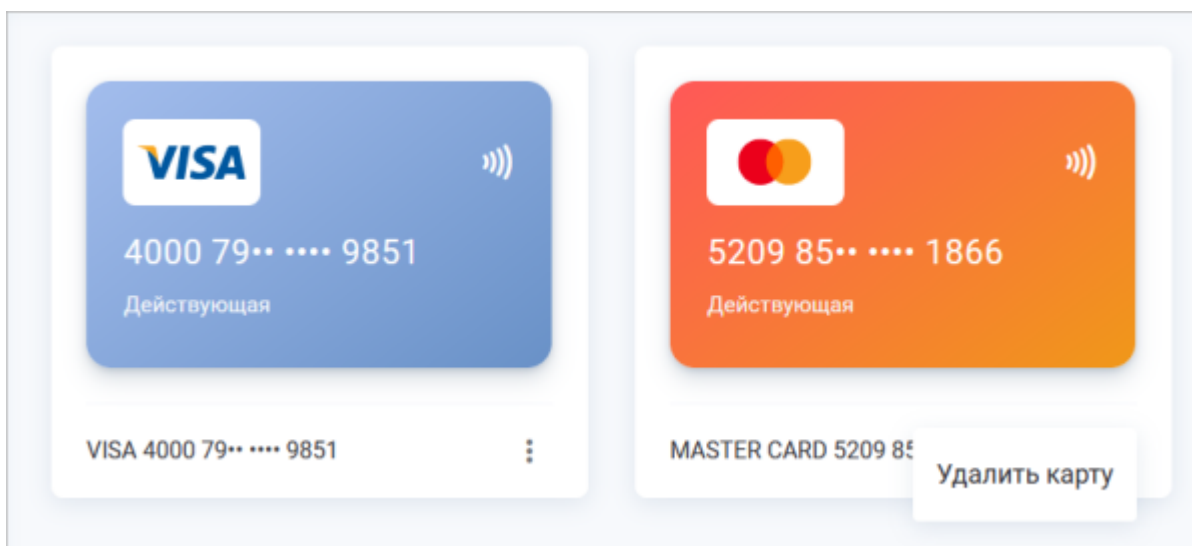 VISA
4000 79•• •••• 9851
Действующая
VISA 4000 79•• •••• 9851
5209 85•• •••• 1866
Действующая
MASTER CARD 5209 85
Удалить карту